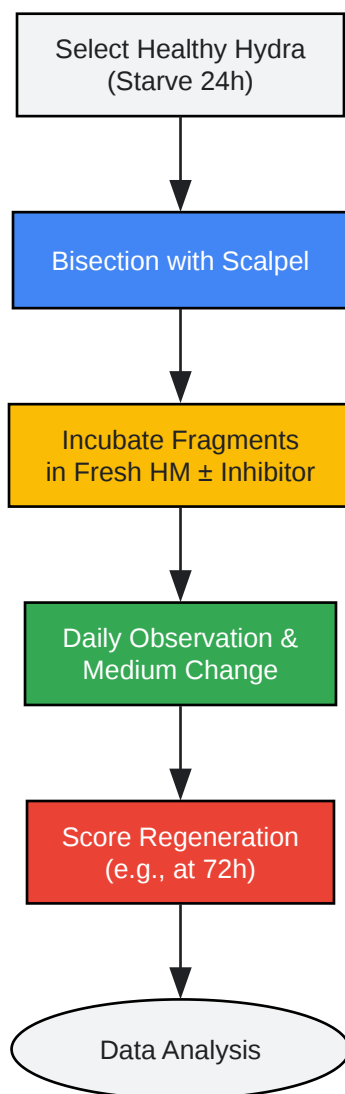 Select Healthy Hydra
(Starve 24h)
Bisection with Scalpel
Incubate Fragments
in Fresh HM ± Inhibitor
Daily Observation &
Medium Change
Score Regeneration
(e.g., at 72h)
Data Analysis